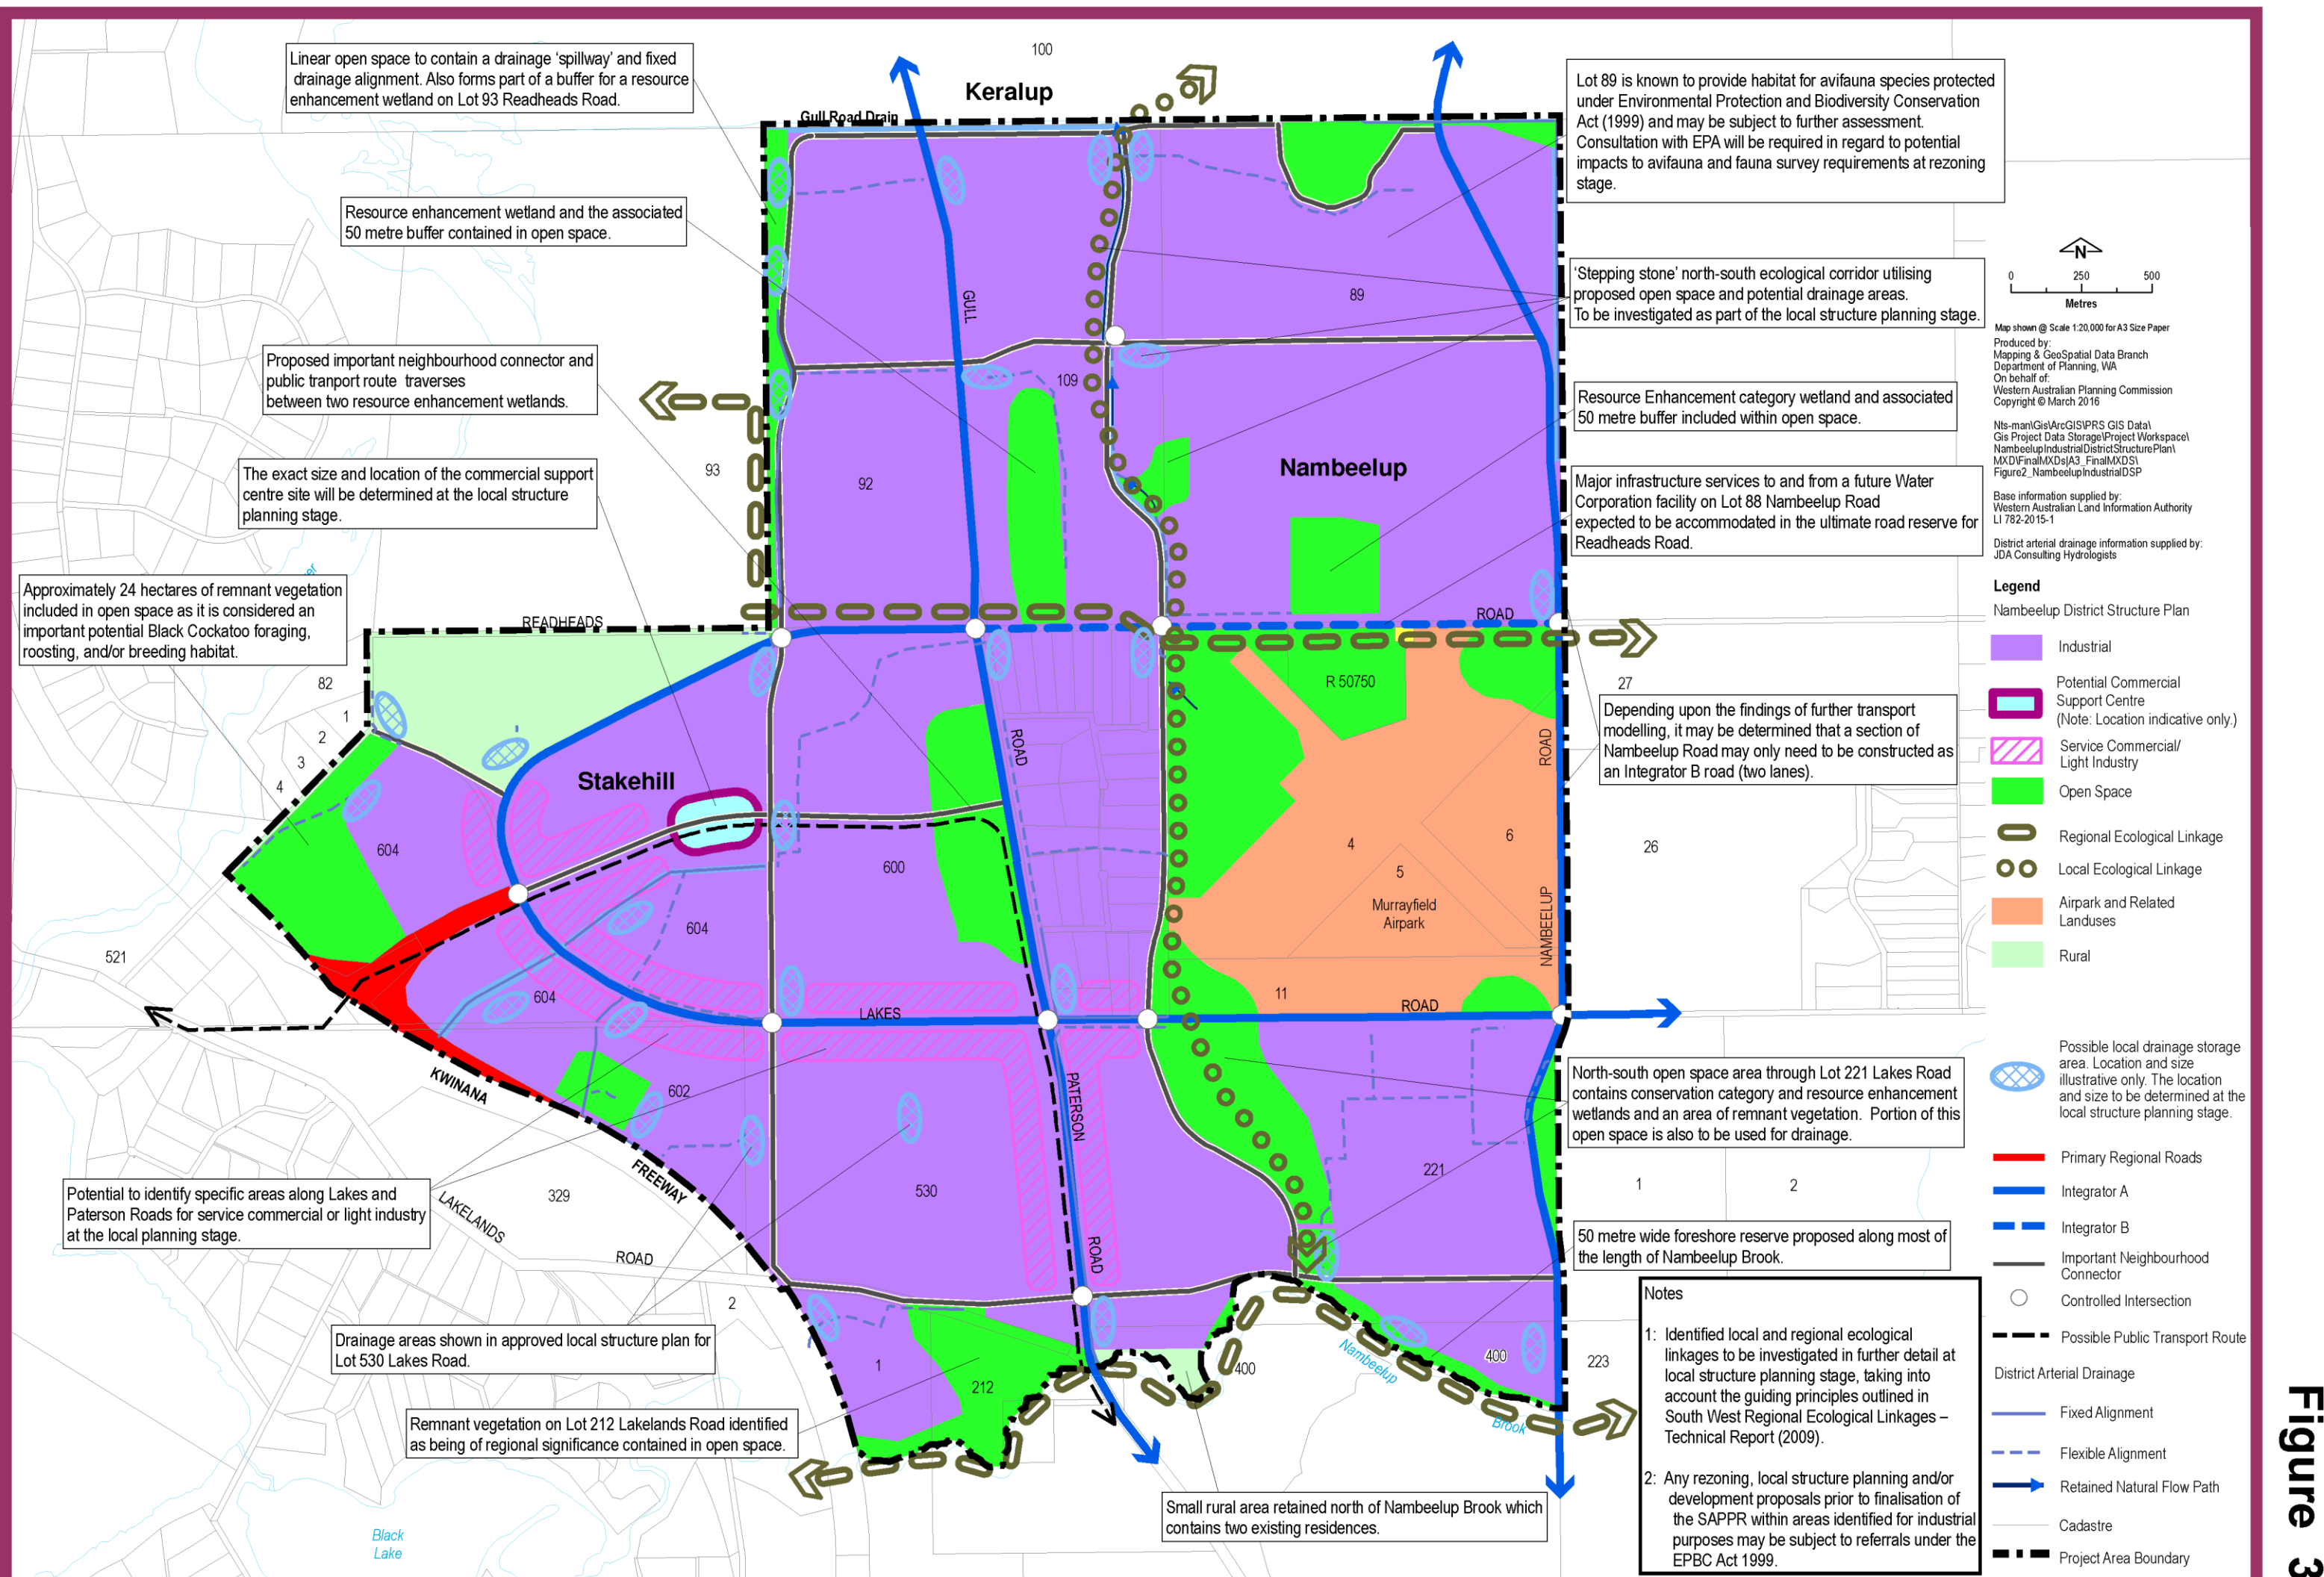 Linear open space to contain a drainage ‘spillway’ and fixed
drainage alignment. Also forms part of a buffer for a resource
enhancement wetland on Lot 93 Readheads Road.
100
Keralup
Gull Road Drain
Lot 89 is known to provide habitat for avifauna species protected
under Environmental Protection and Biodiversity Conservation
Act (1999) and may be subject to further assessment.
Consultation with EPA will be required in regard to potential
impacts to avifauna and fauna survey requirements at rezoning
stage.
Resource enhancement wetland and the associated
50 metre buffer contained in open space.
‘Stepping stone’ north-south ecological corridor utilising
proposed open space and potential drainage areas.
To be investigated as part of the local structure planning stage.
Proposed important neighbourhood connector and
public tranport route traverses
between two resource enhancement wetlands.
Resource Enhancement category wetland and associated
50 metre buffer included within open space.
The exact size and location of the commercial support
centre site will be determined at the local structure
planning stage.
Major infrastructure services to and from a future Water
Corporation facility on Lot 88 Nambeelup Road
expected to be accommodated in the ultimate road reserve for
Readheads Road.
Approximately 24 hectares of remnant vegetation
included in open space as it is considered an
important potential Black Cockatoo foraging,
roosting, and/or breeding habitat.
GULL
89
109
93
92
Nambeelup
READHEADS
ROAD
82
1
2
3
4
R 50750
27
ROAD
ROAD
Stakehill
Depending upon the findings of further transport
modelling, it may be determined that a section of
Nambeelup Road may only need to be constructed as
an Integrator B road (two lanes).
604
600
4
5
6
26
Murrayfield
Airpark
NAMBEELUP
604
521
604
11
LAKES
ROAD
KWINANA
602
PATERSON
North-south open space area through Lot 221 Lakes Road
contains conservation category and resource enhancement
wetlands and an area of remnant vegetation. Portion of this
open space is also to be used for drainage.
FREEWAY
221
1
2
Potential to identify specific areas along Lakes and
Paterson Roads for service commercial or light industry
at the local planning stage.
LAKELANDS
329
530
ROAD
ROAD
50 metre wide foreshore reserve proposed along most of
the length of Nambeelup Brook.
2
Drainage areas shown in approved local structure plan for
Lot 530 Lakes Road.
1
212
400
400
223
Nambeelup
Brook
Remnant vegetation on Lot 212 Lakelands Road identified
as being of regional significance contained in open space.
Small rural area retained north of Nambeelup Brook which
contains two existing residences.
Black
Lake
Notes
1: Identified local and regional ecological
linkages to be investigated in further detail at
local structure planning stage, taking into
account the guiding principles outlined in
South West Regional Ecological Linkages –
Technical Report (2009).
2: Any rezoning, local structure planning and/or
development proposals prior to finalisation of
the SAPPR within areas identified for industrial
purposes may be subject to referrals under the
EPBC Act 1999.
N
0 250 500
Metres
Map shown @ Scale 1:20,000 for A3 Size Paper
Produced by:
Mapping & GeoSpatial Data Branch
Department of Planning, WA
On behalf of:
Western Australian Planning Commission
Copyright © March 2016
Nts-man\Gis\ArcGIS\PRS GIS Data\
Gis Project Data Storage\Project Workspace\
NambeelupIndustrialDistrictStructurePlan\
MXD\FinalMXDs|A3_FinalMXDS\
Figure2_NambeelupIndustrialDSP
Base information supplied by:
Western Australian Land Information Authority
LI 782-2015-1
District arterial drainage information supplied by:
JDA Consulting Hydrologists
Legend
Nambeelup District Structure Plan
Industrial
Potential Commercial
Support Centre
(Note: Location indicative only.)
Service Commercial/
Light Industry
Open Space
Regional Ecological Linkage
Local Ecological Linkage
Airpark and Related
Landuses
Rural
Possible local drainage storage
area. Location and size
illustrative only. The location
and size to be determined at the
local structure planning stage.
Primary Regional Roads
Integrator A
Integrator B
Important Neighbourhood
Connector
Controlled Intersection
Possible Public Transport Route
District Arterial Drainage
Fixed Alignment
Flexible Alignment
Retained Natural Flow Path
Cadastre
Project Area Boundary
Figure 3